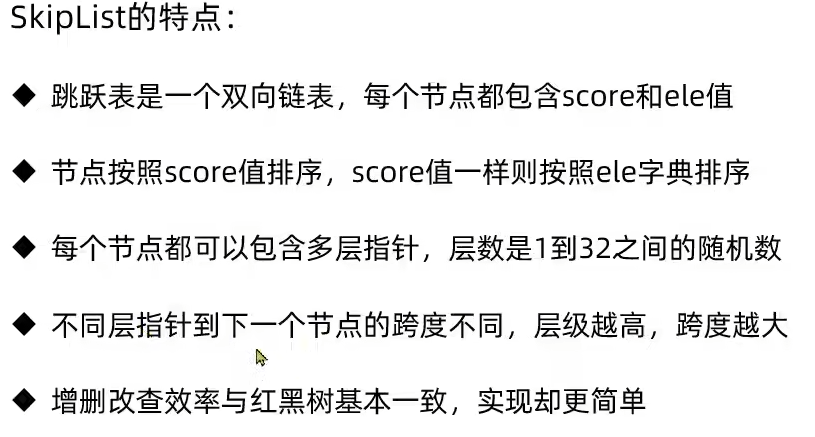 SkipList的特点：
◆ 跳跃表是一个双向链表，每个节点都包含score和ele值
◆ 节点按照score值排序，score值一样则按照ele字典排序
◆ 每个节点都可以包含多层指针，层数是1到32之间的随机数
◆ 不同层指针到下一个节点的跨度不同，层级越高，跨度越大
◆ 增删改查效率与红黑树基本一致，实现却更简单